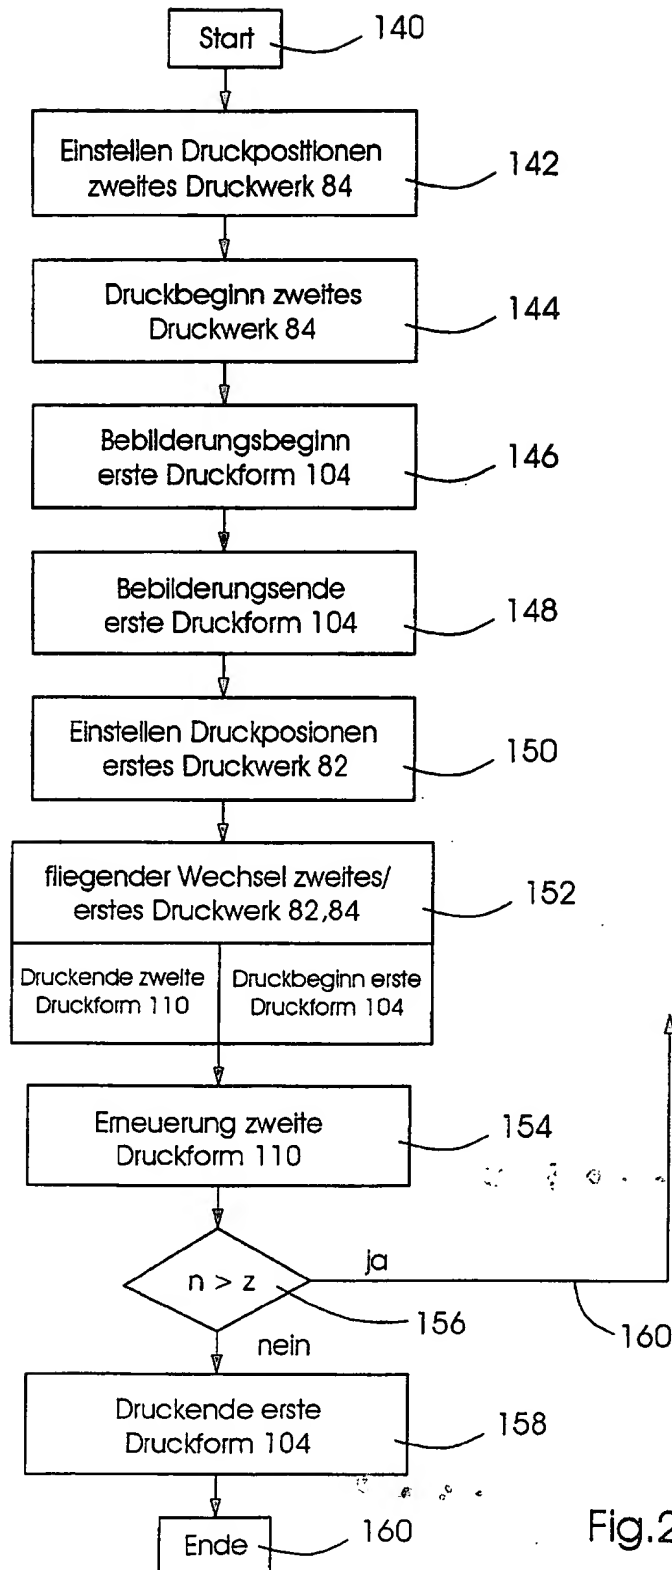 Start
140
Einstellen Druckpositionen
zweites Druckwerk 84
142
Druckbeginn zweites
Druckwerk 84
144
Bebilderungsbeginn
erste Druckform 104
146
Bebilderungsende
erste Druckform 104
148
Einstellen Druckposionen
erstes Druckwerk 82
150
fliegender Wechsel zweites/
erstes Druckwerk 82,84
152
Druckende zweite
Druckform 110
Druckbeginn erste
Druckform 104
Erneuerung zweite
Druckform 110
154
n > z
ja
156
160
nein
Druckende erste
Druckform 104
158
Ende
160
Fig.2